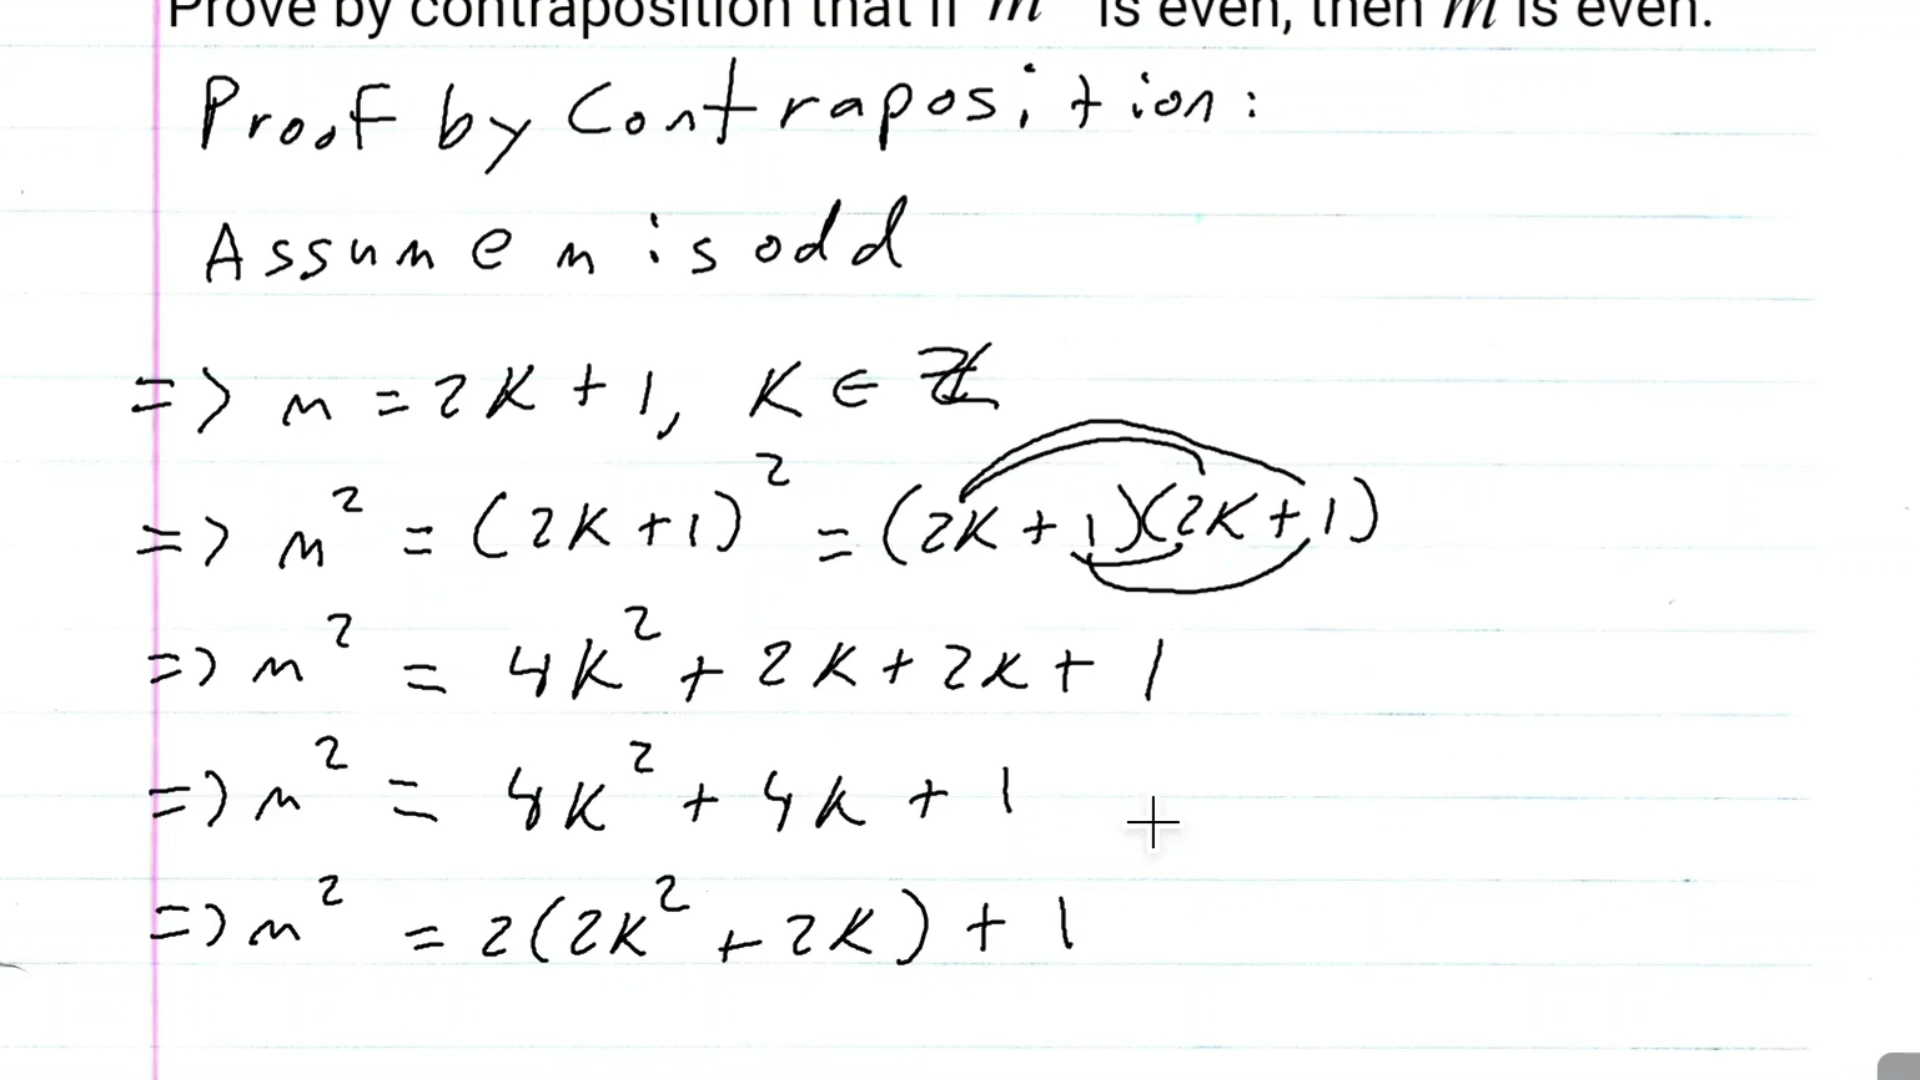 Prove by contraposition that if m is even, then m is even.
Proof by Contraposition:
Assume m is odd
=> m = 2K + 1, K ∈ ℤ
=> m² = (2K + 1)² = (2K + 1)(2K + 1)
=> m² = 4K² + 2K + 2K + 1
=> m² = 4K² + 4K + 1
=> m² = 2(2K² + 2K) + 1